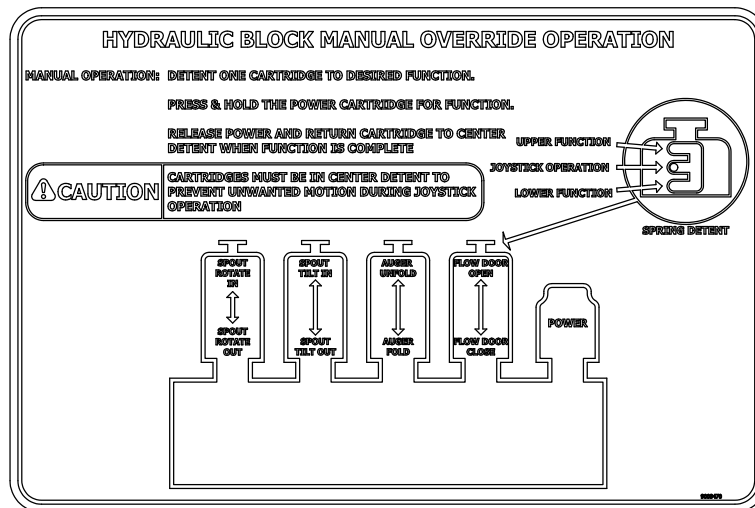 HYDRAULIC BLOCK MANUAL OVERRIDE OPERATION
MANUAL OPERATION: DETENT ONE CARTRIDGE TO DESIRED FUNCTION.
PRESS & HOLD THE POWER CARTRIDGE FOR FUNCTION.
RELEASE POWER AND RETURN CARTRIDGE TO CENTER
DETENT WHEN FUNCTION IS COMPLETE
CAUTION
CARTRIDGES MUST BE IN CENTER DETENT TO
PREVENT UNWANTED MOTION DURING JOYSTICK
OPERATION
UPPER FUNCTION
JOYSTICK OPERATION
LOWER FUNCTION
SPRING DETENT
SPOUT
ROTATE
IN
SPOUT
ROTATE
OUT
SPOUT
TILT IN
SPOUT
TILT OUT
AUGER
UNFOLD
AUGER
FOLD
FLOW DOOR
OPEN
FLOW DOOR
CLOSE
POWER